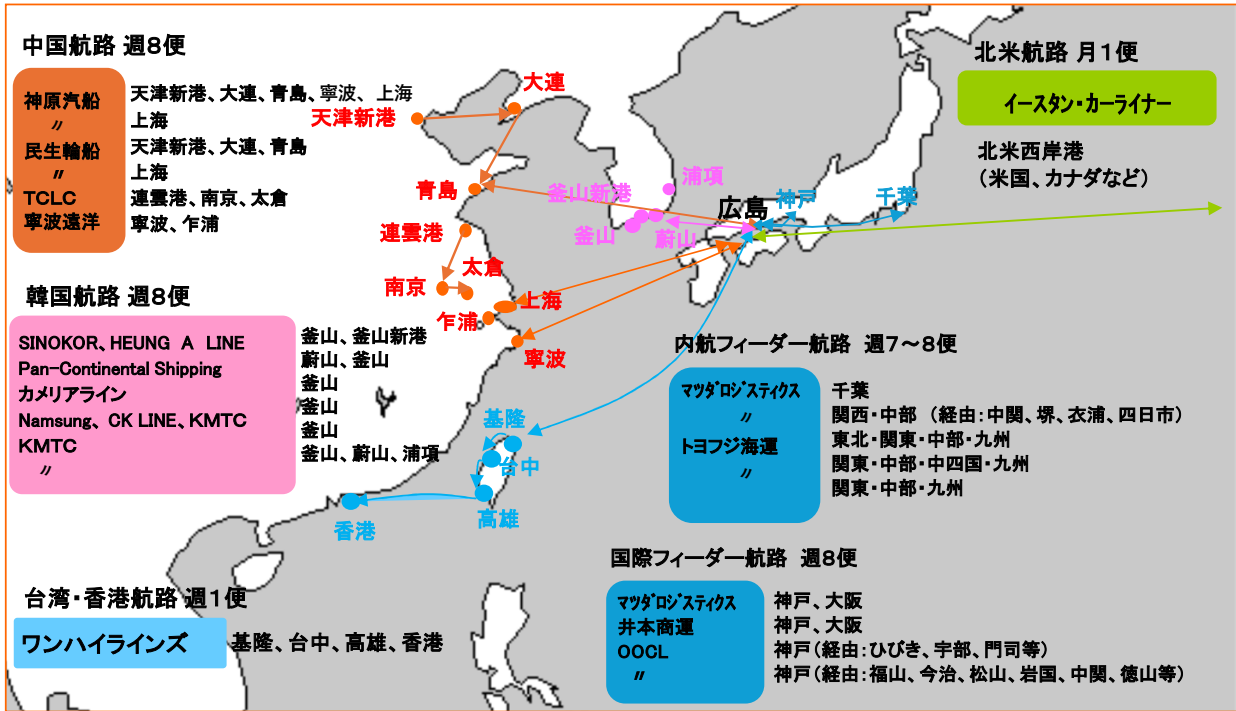 中国航路 週8便
神原汽船 天津新港、大連、青島、寧波、上海
〃 上海
民生輪船 天津新港、大連、青島
〃 上海
TCLC 連雲港、南京、太倉
寧波遠洋 寧波、乍浦
韓国航路 週8便
SINOKOR、HEUNG A LINE 釜山、釜山新港
Pan-Continental Shipping 蔚山、釜山
カメリアライン 釜山
Namsung、CK LINE、KMTC 釜山
KMTC 釜山
〃 釜山、蔚山、浦項
台湾・香港航路 週1便
ワンハイラインズ 基隆、台中、高雄、香港
大連
天津新港
青島
連雲港
太倉
南京
上海
乍浦
寧波
浦項
釜山新港
釜山
蔚山
広島
神戸
千葉
基隆
台中
高雄
香港
北米航路 月1便
イースタン・カーライナー
北米西岸港
（米国、カナダなど）
内航フィーダー航路 週7～8便
ﾏﾂﾀﾞﾛｼﾞｽﾃｨｸｽ 千葉
〃 関西・中部 （経由：中関、堺、衣浦、四日市）
トヨフジ海運 東北・関東・中部・九州
〃 関東・中部・中四国・九州
関東・中部・九州
国際フィーダー航路 週8便
ﾏﾂﾀﾞﾛｼﾞｽﾃｨｸｽ 神戸、大阪
井本商運 神戸、大阪
OOCL 神戸（経由：ひびき、宇部、門司等）
〃 神戸（経由：福山、今治、松山、岩国、中関、徳山等）